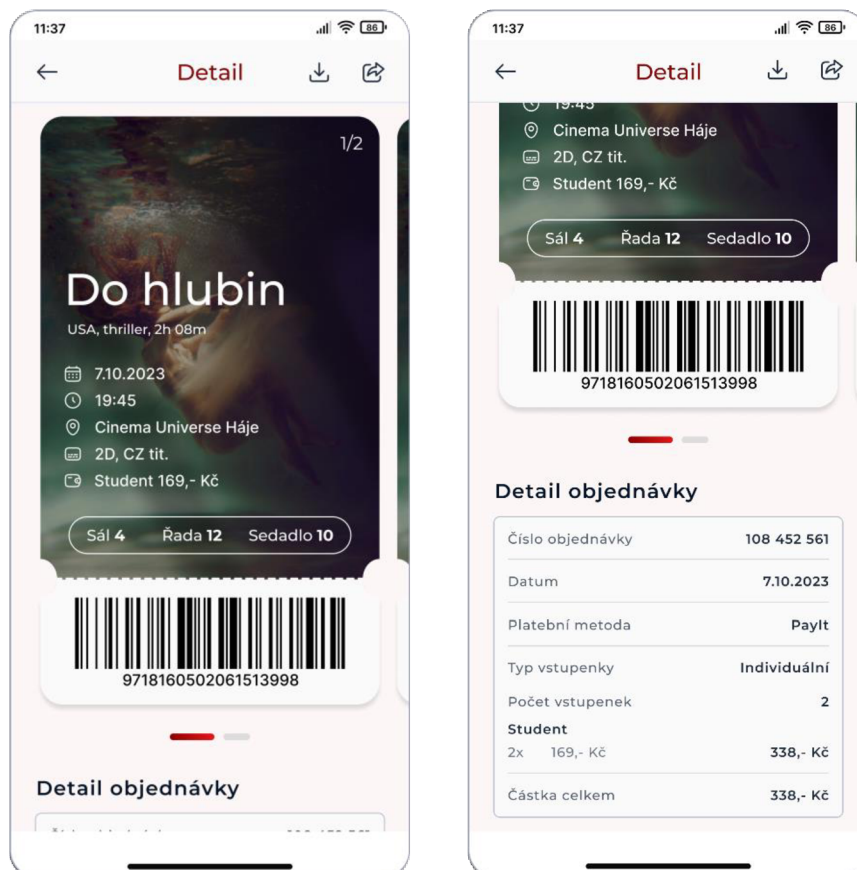 11:37
86
Detail
1/2
Do hlubin
USA, thriller, 2h 08m
7.10.2023
19:45
Cinema Universe Háje
2D, CZ tit.
Student 169,- Kč
Sál 4 Řada 12 Sedadlo 10
9718160502061513998
Detail objednávky
11:37
86
Detail
19:45
Cinema Universe Háje
2D, CZ tit.
Student 169,- Kč
Sál 4 Řada 12 Sedadlo 10
9718160502061513998
Detail objednávky
Číslo objednávky 108 452 561
Datum 7.10.2023
Platební metoda PayIt
Typ vstupenky Individuální
Počet vstupenek 2
Student
2x 169,- Kč 338,- Kč
Částka celkem 338,- Kč